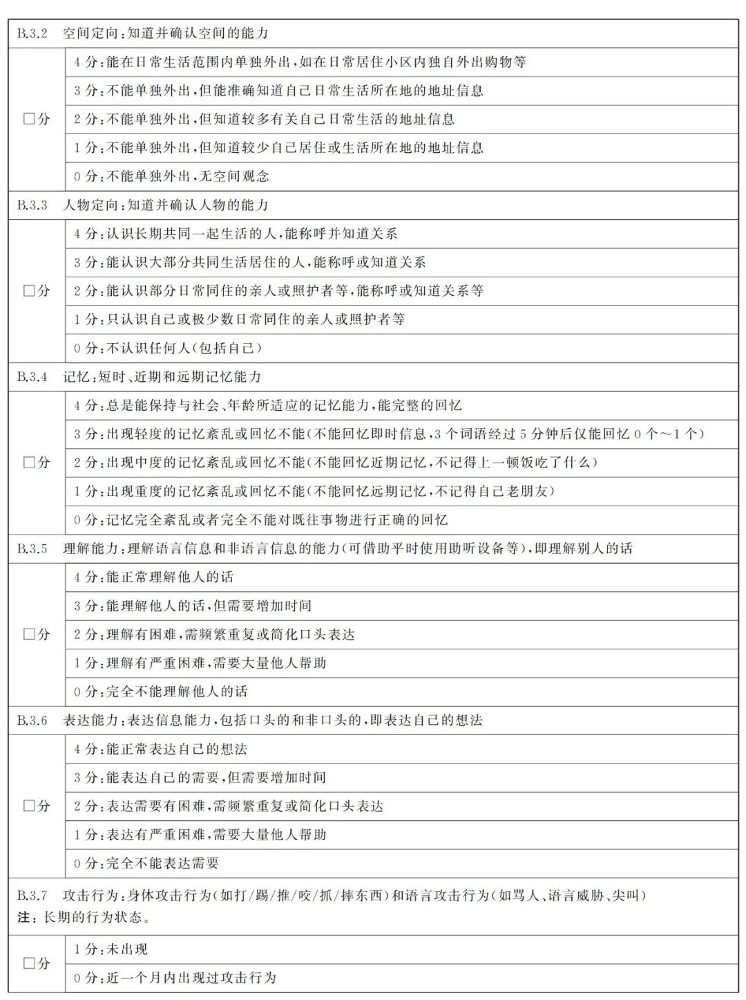 B.3.2 空间定向:知道并确认空间的能力
4 分:能在日常生活范围内单独外出,如在日常居住小区内独自外出购物等
3 分:不能单独外出,但能准确知道自己日常生活所在地的地址信息
□分
2 分:不能单独外出,但知道较多有关自己日常生活的地址信息
1 分:不能单独外出,但知道较少自己居住或生活所在地的地址信息
0 分:不能单独外出,无空间观念
B.3.3 人物定向:知道并确认人物的能力
4 分:认识长期共同一起生活的人,能称呼并知道关系
3 分:能认识大部分共同生活居住的人,能称呼或知道关系
□分
2 分:能认识部分日常同住的亲人或照护者等,能称呼或知道关系等
1 分:只认识自己或极少数日常同住的亲人或照护者等
0 分:不认识任何人(包括自己)
B.3.4 记忆:短时、近期和远期记忆能力
4 分:总是能保持与社会、年龄所适应的记忆能力,能完整的回忆
3 分:出现轻度的记忆紊乱或回忆不能(不能回忆即时信息,3 个词语经过 5 分钟后仅能回忆 0 个～1 个)
□分
2 分:出现中度的记忆紊乱或回忆不能(不能回忆近期记忆,不记得上一顿饭吃了什么)
1 分:出现重度的记忆紊乱或回忆不能(不能回忆远期记忆,不记得自己老朋友)
0 分:记忆完全紊乱或者完全不能对既往事物进行正确的回忆
B.3.5 理解能力:理解语言信息和非语言信息的能力(可借助平时使用助听设备等),即理解别人的话
4 分:能正常理解他人的话
3 分:能理解他人的话,但需要增加时间
□分
2 分:理解有困难,需频繁重复或简化口头表达
1 分:理解有严重困难,需要大量他人帮助
0 分:完全不能理解他人的话
B.3.6 表达能力:表达信息能力,包括口头的和非口头的,即表达自己的想法
4 分:能正常表达自己的想法
3 分:能表达自己的需要,但需要增加时间
□分
2 分:表达需要有困难,需频繁重复或简化口头表达
1 分:表达有严重困难,需要大量他人帮助
0 分:完全不能表达需要
B.3.7 攻击行为:身体攻击行为(如打/踢/推/咬/抓/摔东西)和语言攻击行为(如骂人、语言威胁、尖叫)
注: 长期的行为状态。
□分
1 分:未出现
0 分:近一个月内出现过攻击行为